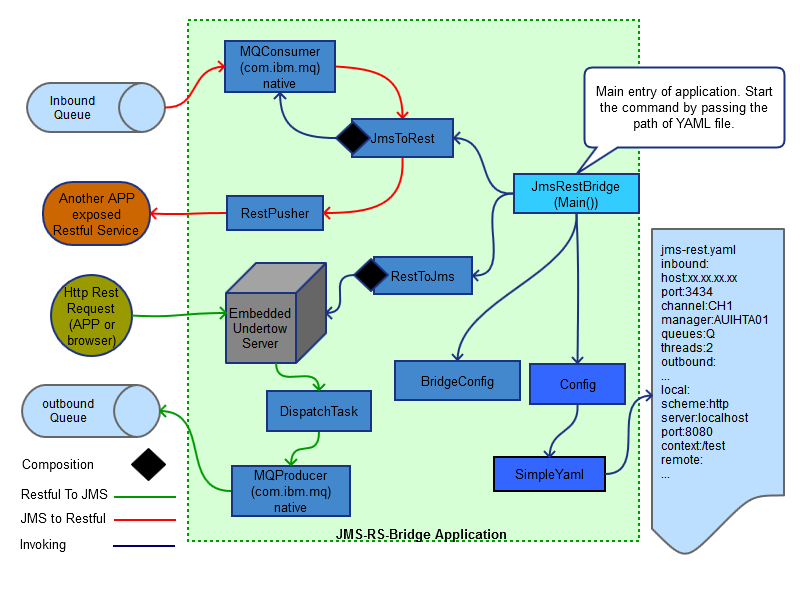 MQConsumer
(com.ibm.mq)
native
Inbound
Queue
Main entry of application. Start
the command by passing the
path of YAML file.
JmsToRest
JmsRestBridge
(Main())
Another APP
exposed
Restful Service
RestPusher
RestToJms
Http Rest
Request
(APP or
browser)
Embedded
Undertow
Server
jms-rest.yaml
inbound:
host:xx.xx.xx.xx
port:3434
channel:CH1
manager:AUIHTA01
queues:Q
threads:2
outbound:
...
local:
scheme:http
server:localhost
port:8080
context:/test
remote:
...
BridgeConfig
Config
outbound
Queue
DispatchTask
SimpleYaml
MQProducer
(com.ibm.mq)
native
Composition
Restful To JMS
JMS to Restful
Invoking
JMS-RS-Bridge Application